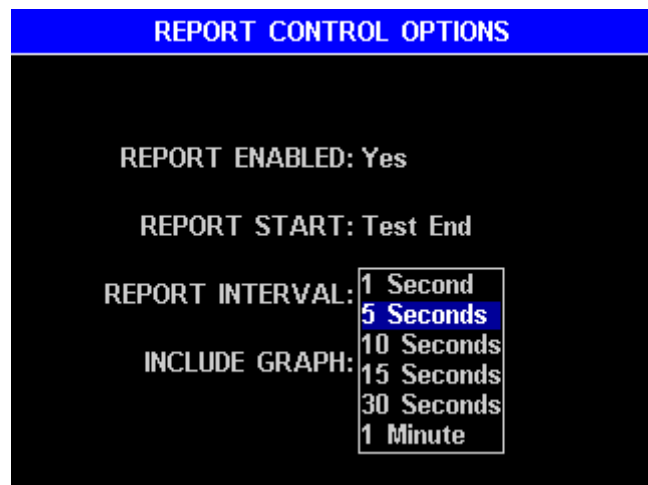 REPORT CONTROL OPTIONS
REPORT ENABLED: Yes
REPORT START: Test End
REPORT INTERVAL:
1 Second
5 Seconds
10 Seconds
15 Seconds
30 Seconds
1 Minute
INCLUDE GRAPH: